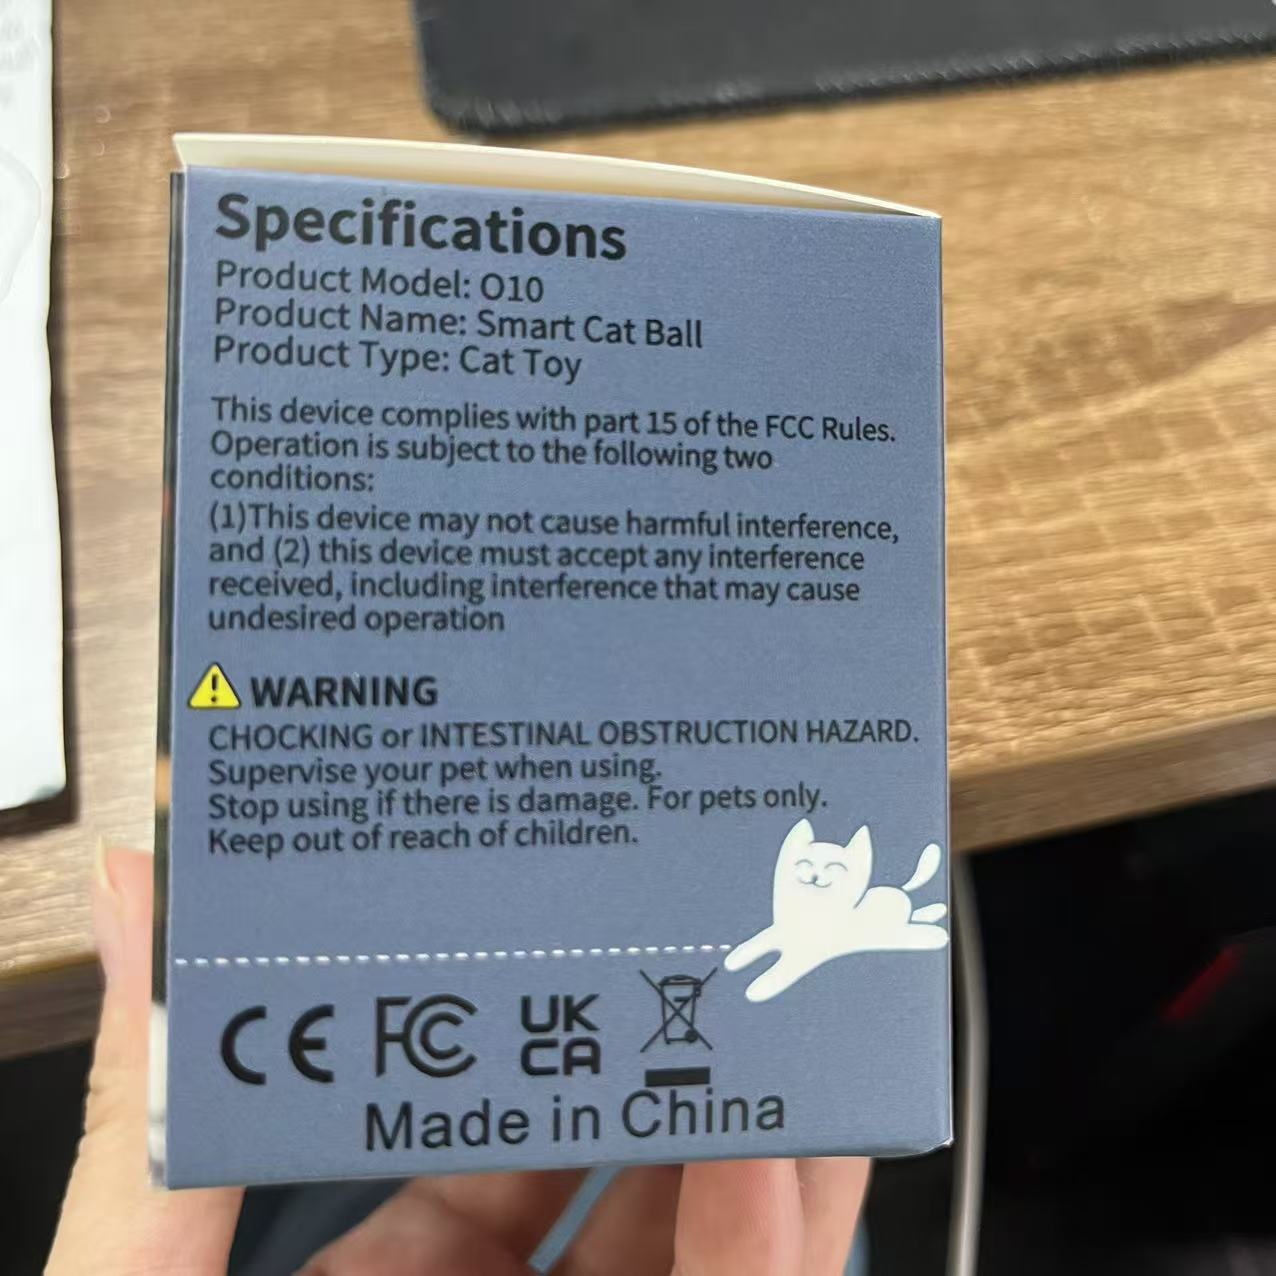 Specifications
Product Model: O10
Product Name: Smart Cat Ball
Product Type: Cat Toy
This device complies with part 15 of the FCC Rules.
Operation is subject to the following two
conditions:
(1)This device may not cause harmful interference,
and (2) this device must accept any interference
received, including interference that may cause
undesired operation
WARNING
CHOCKING or INTESTINAL OBSTRUCTION HAZARD.
Supervise your pet when using.
Stop using if there is damage. For pets only.
Keep out of reach of children.
CE FC UK
CA
Made in China